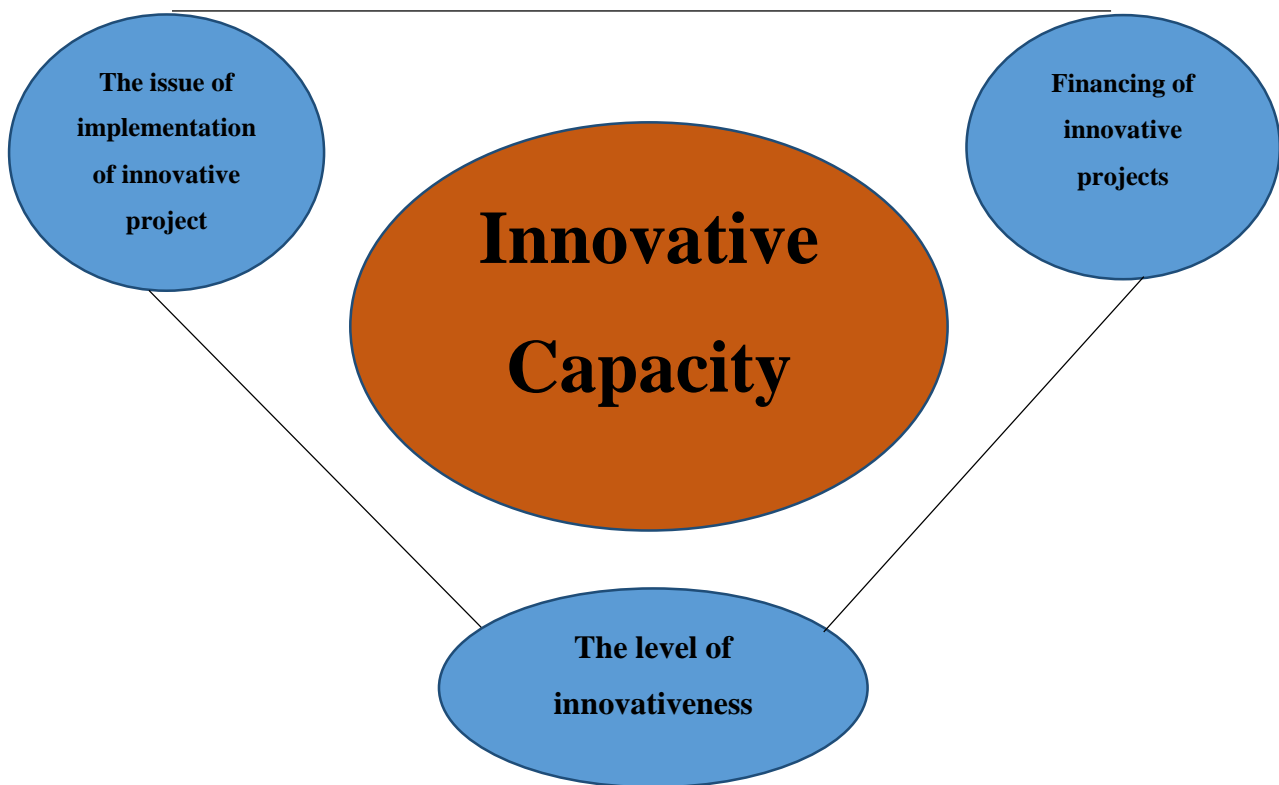 The issue of
implementation
of innovative
project
Financing of
innovative
projects
Innovative
Capacity
The level of
innovativeness